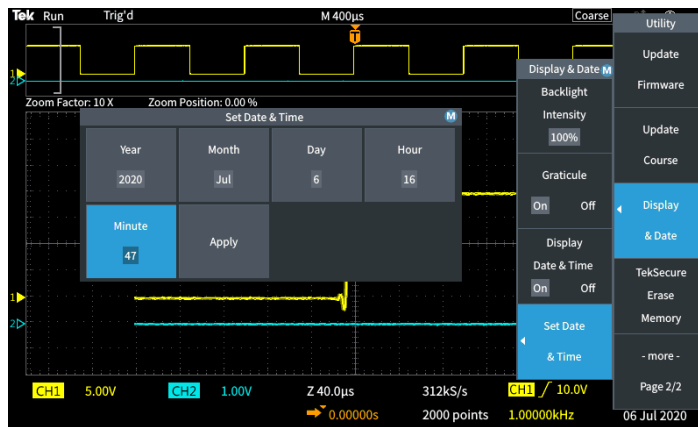 Tek Run Trig'd M 400µs Coarse
Utility
Update
Firmware
Update
Course
Display
& Date
TekSecure
Erase
Memory
- more -
Page 2/2
Display & Date M
Backlight
Intensity
100%
Graticule
On Off
Display
Date & Time
On Off
Set Date
& Time
T
1
2
Zoom Factor: 10 X Zoom Position: 0.00 %
Set Date & Time M
Year Month Day Hour
2020 Jul 6 16
Minute
47
Apply
1
2
CH1 5.00V CH2 1.00V Z 40.0µs 312kS/s CH1 10.0V
0.00000s 2000 points 1.00000kHz 06 Jul 2020